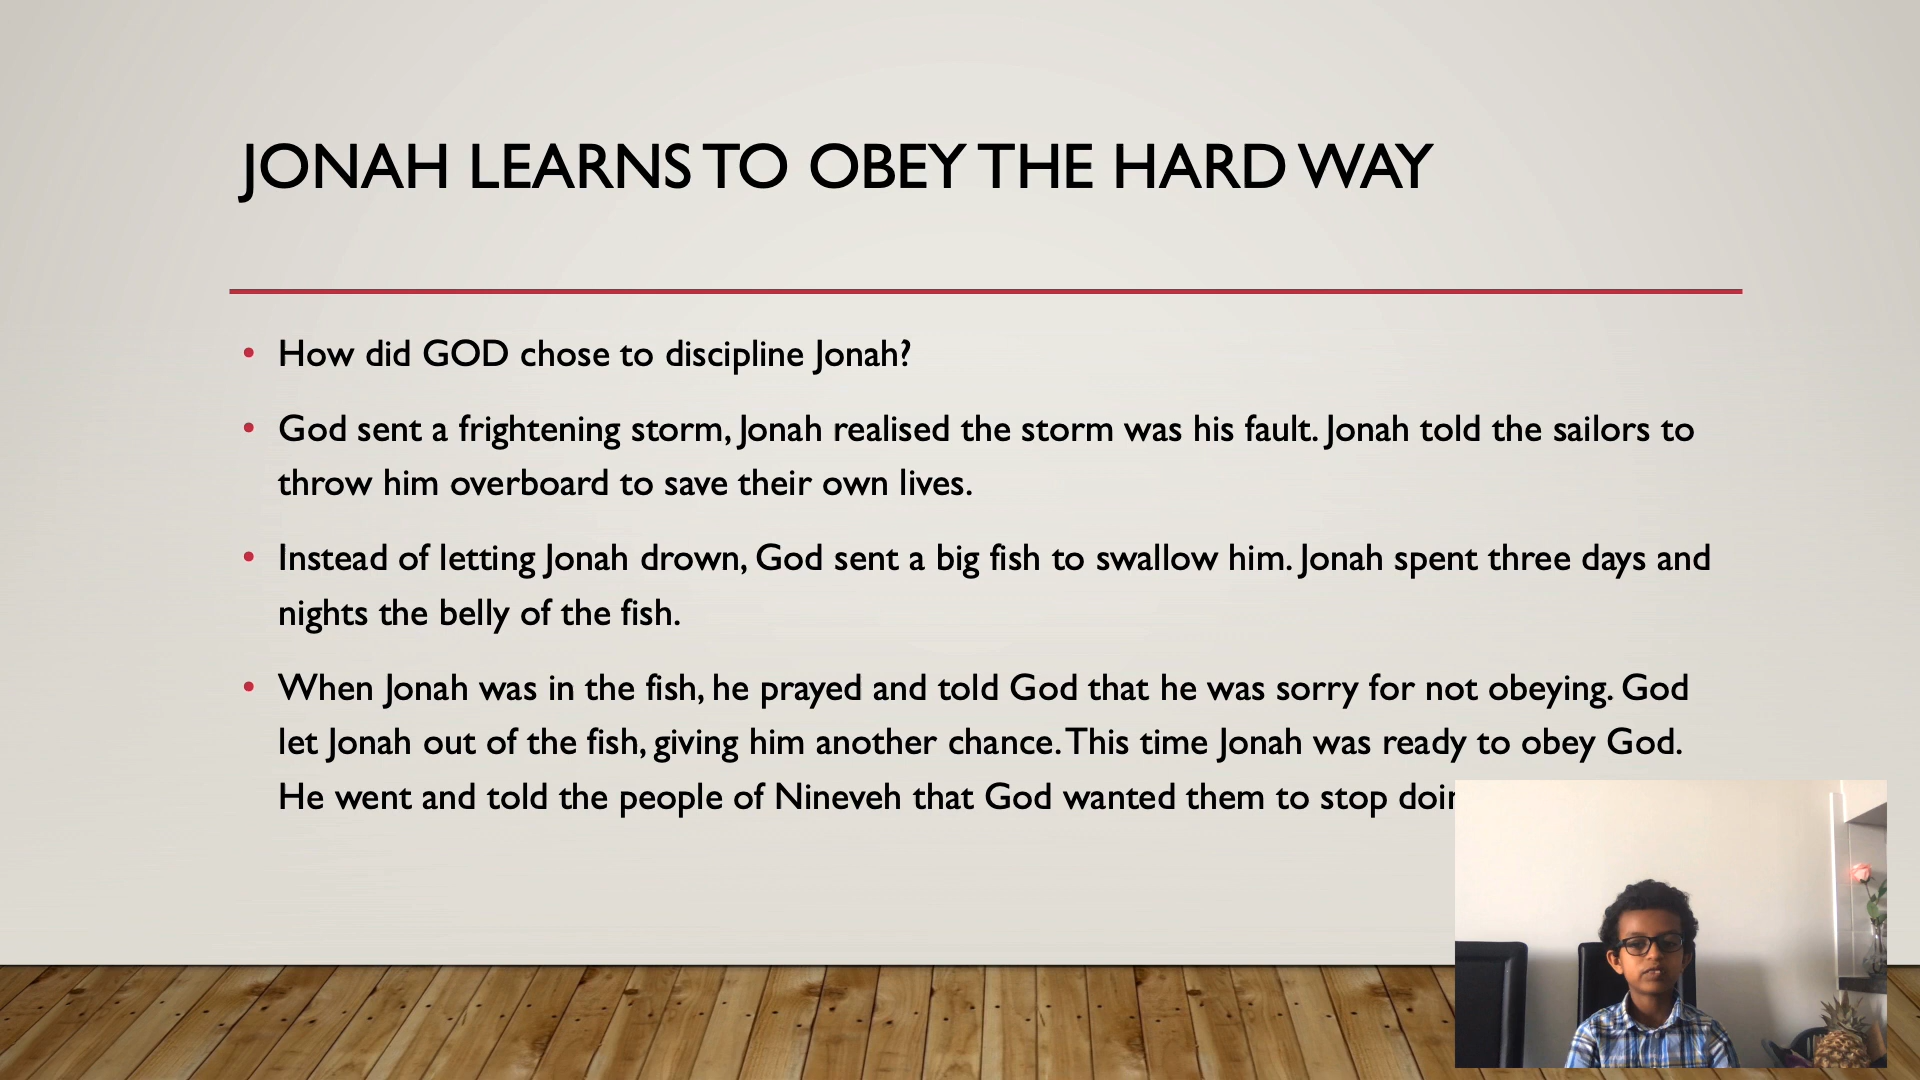 JONAH LEARNS TO OBEY THE HARD WAY
• How did GOD chose to discipline Jonah?
• God sent a frightening storm, Jonah realised the storm was his fault. Jonah told the sailors to
throw him overboard to save their own lives.
• Instead of letting Jonah drown, God sent a big fish to swallow him. Jonah spent three days and
nights the belly of the fish.
• When Jonah was in the fish, he prayed and told God that he was sorry for not obeying. God
let Jonah out of the fish, giving him another chance. This time Jonah was ready to obey God.
He went and told the people of Nineveh that God wanted them to stop